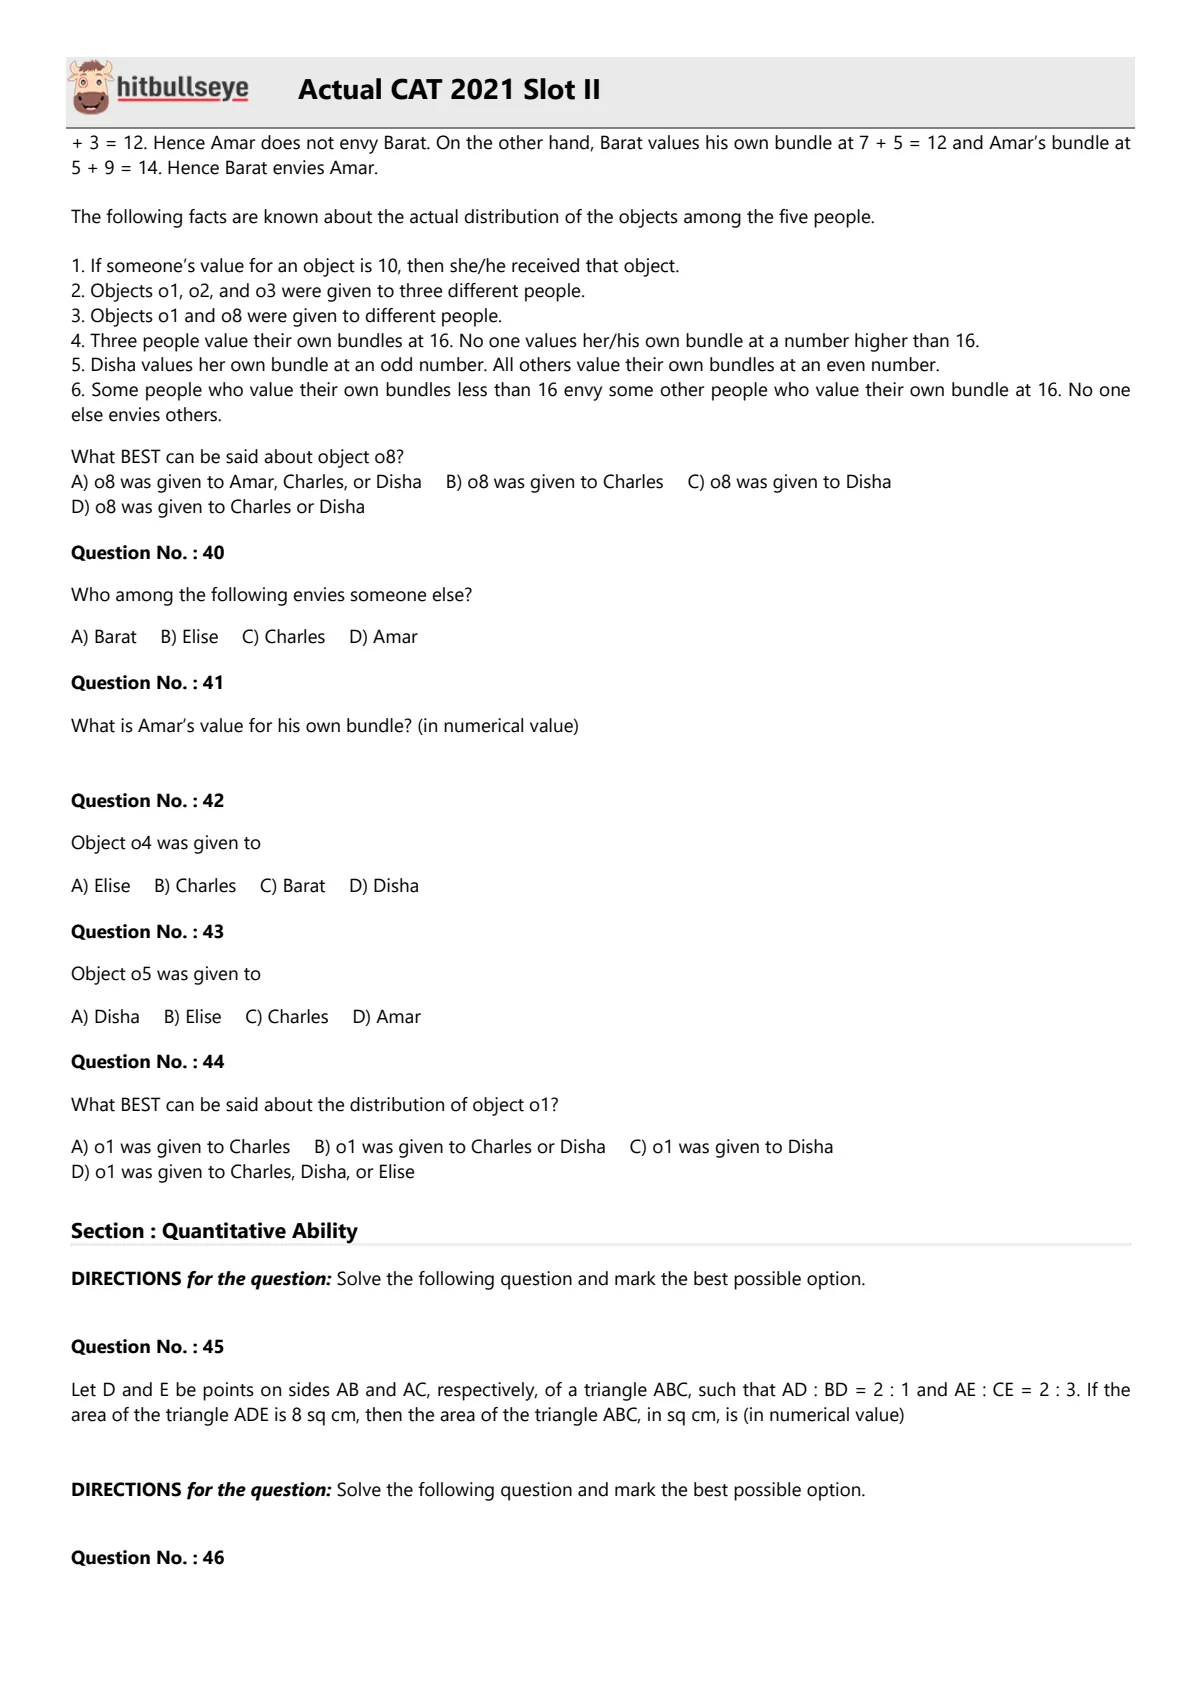 hitbullseye
Actual CAT 2021 Slot II
+ 3 = 12. Hence Amar does not envy Barat. On the other hand, Barat values his own bundle at 7 + 5 = 12 and Amar’s bundle at
5 + 9 = 14. Hence Barat envies Amar.
The following facts are known about the actual distribution of the objects among the five people.
1. If someone’s value for an object is 10, then she/he received that object.
2. Objects o1, o2, and o3 were given to three different people.
3. Objects o1 and o8 were given to different people.
4. Three people value their own bundles at 16. No one values her/his own bundle at a number higher than 16.
5. Disha values her own bundle at an odd number. All others value their own bundles at an even number.
6. Some people who value their own bundles less than 16 envy some other people who value their own bundle at 16. No one
else envies others.
What BEST can be said about object o8?
A) o8 was given to Amar, Charles, or Disha B) o8 was given to Charles C) o8 was given to Disha
D) o8 was given to Charles or Disha
Question No. : 40
Who among the following envies someone else?
A) Barat B) Elise C) Charles D) Amar
Question No. : 41
What is Amar’s value for his own bundle? (in numerical value)
Question No. : 42
Object o4 was given to
A) Elise B) Charles C) Barat D) Disha
Question No. : 43
Object o5 was given to
A) Disha B) Elise C) Charles D) Amar
Question No. : 44
What BEST can be said about the distribution of object o1?
A) o1 was given to Charles B) o1 was given to Charles or Disha C) o1 was given to Disha
D) o1 was given to Charles, Disha, or Elise
Section : Quantitative Ability
DIRECTIONS for the question: Solve the following question and mark the best possible option.
Question No. : 45
Let D and E be points on sides AB and AC, respectively, of a triangle ABC, such that AD : BD = 2 : 1 and AE : CE = 2 : 3. If the
area of the triangle ADE is 8 sq cm, then the area of the triangle ABC, in sq cm, is (in numerical value)
DIRECTIONS for the question: Solve the following question and mark the best possible option.
Question No. : 46